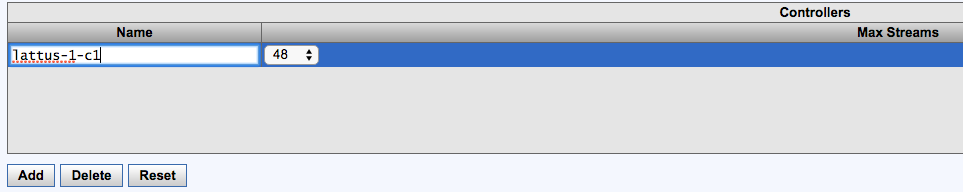 Controllers
Name Max Streams
lattus-1-c1 48
Add Delete Reset